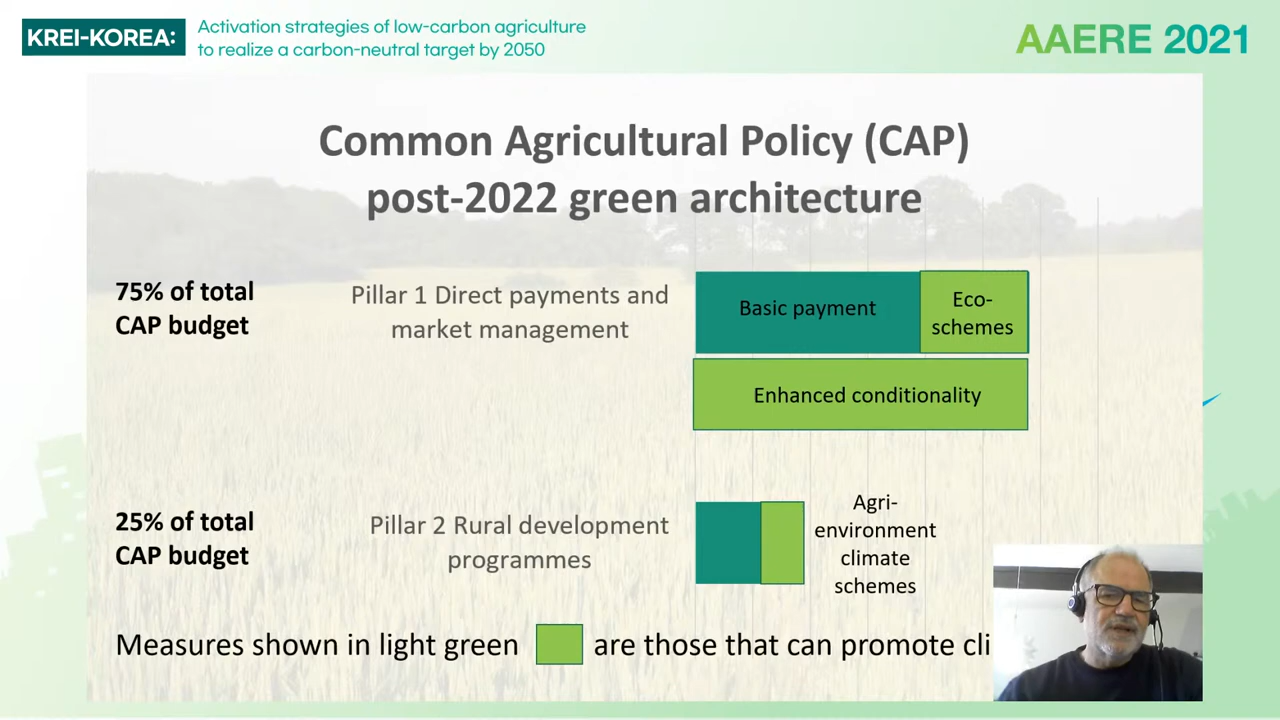 KREI-KOREA:
Activation strategies of low-carbon agriculture
to realize a carbon-neutral target by 2050
AAERE 2021
Common Agricultural Policy (CAP)
post-2022 green architecture
75% of total
CAP budget
Pillar 1 Direct payments and
market management
Basic payment
Eco-
schemes
Enhanced conditionality
25% of total
CAP budget
Pillar 2 Rural development
programmes
Agri-
environment
climate
schemes
Measures shown in light green are those that can promote cli